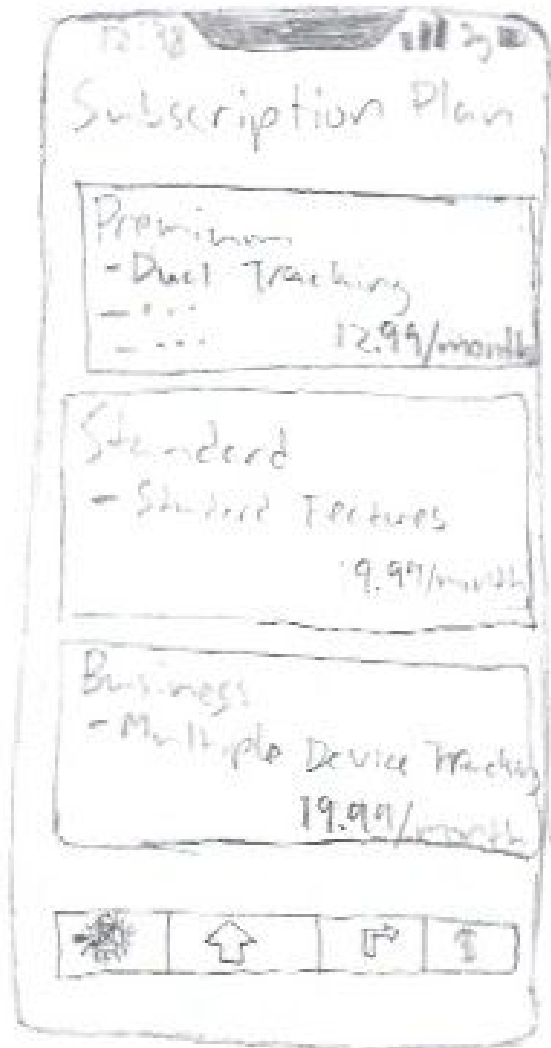 12:38
Subscription Plan
Premium
- Duel Tracking
- ...
- ...
12.99/month
Standard
- Standard Features
9.99/month
Business
- Multiple Device Tracking
19.99/month